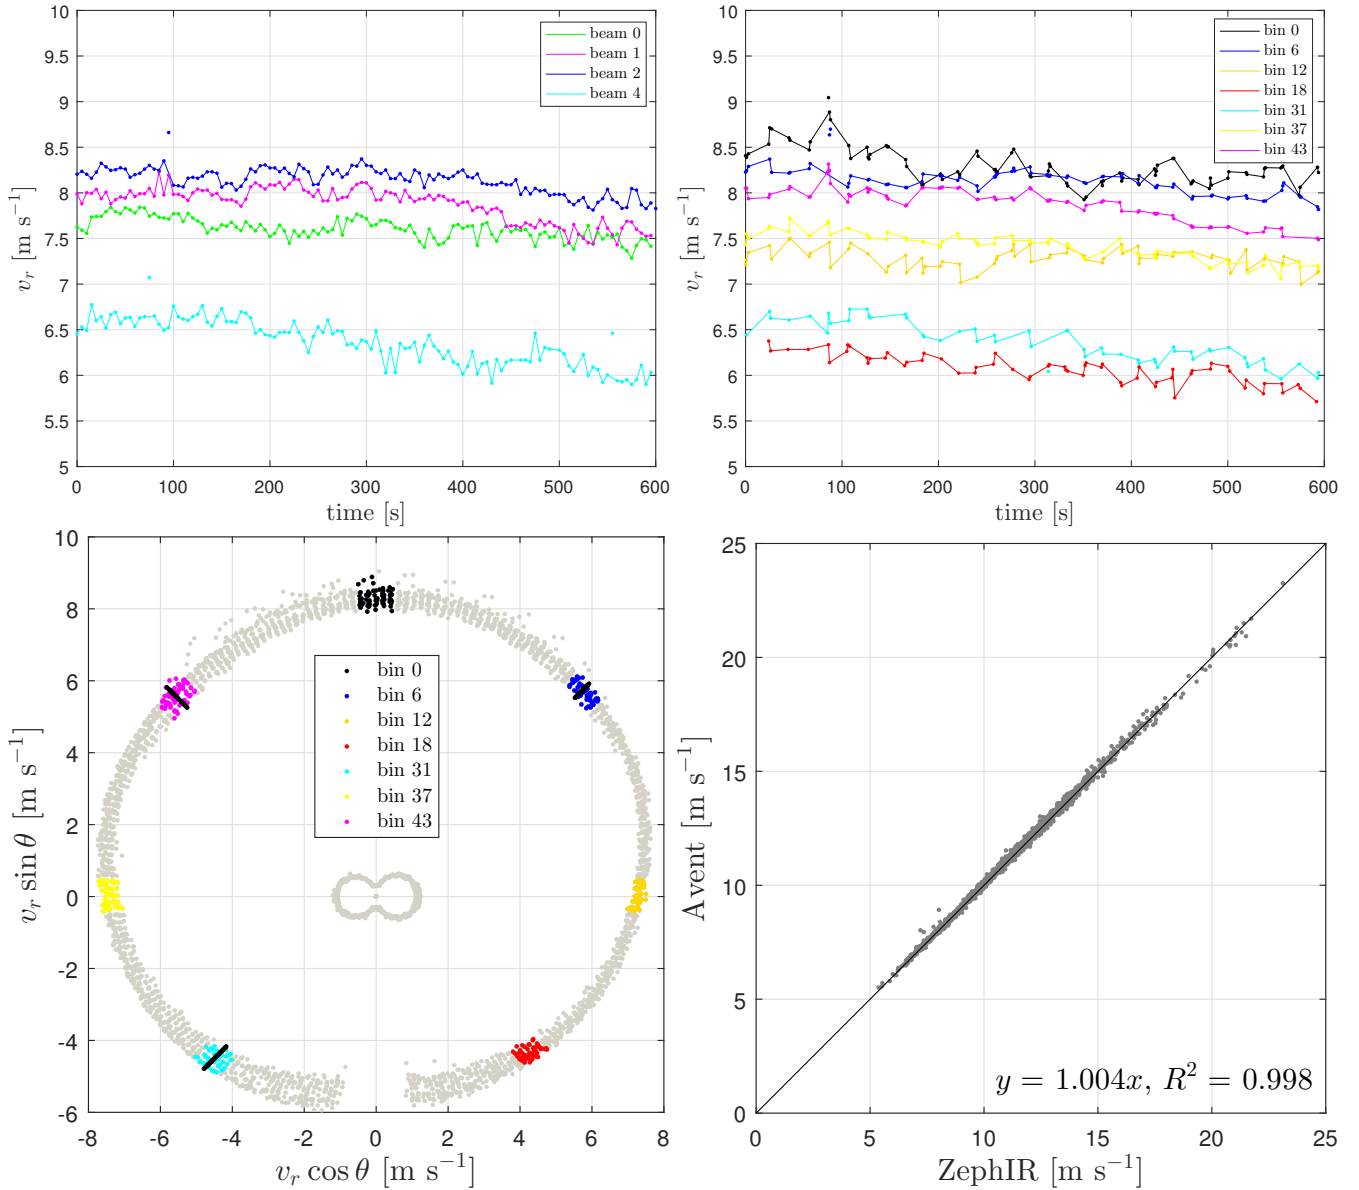 10
9.5
9
8.5
8
7.5
7
6.5
6
5.5
5
v_r [m s⁻¹]
0 100 200 300 400 500 600
time [s]
beam 0
beam 1
beam 2
beam 4
10
9.5
9
8.5
8
7.5
7
6.5
6
5.5
5
v_r [m s⁻¹]
0 100 200 300 400 500 600
time [s]
bin 0
bin 6
bin 12
bin 18
bin 31
bin 37
bin 43
10
8
6
4
2
0
-2
-4
-6
v_r sin θ [m s⁻¹]
-8 -6 -4 -2 0 2 4 6 8
v_r cos θ [m s⁻¹]
bin 0
bin 6
bin 12
bin 18
bin 31
bin 37
bin 43
25
20
15
10
5
0
Avent [m s⁻¹]
y = 1.004x, R² = 0.998
0 5 10 15 20 25
ZephIR [m s⁻¹]